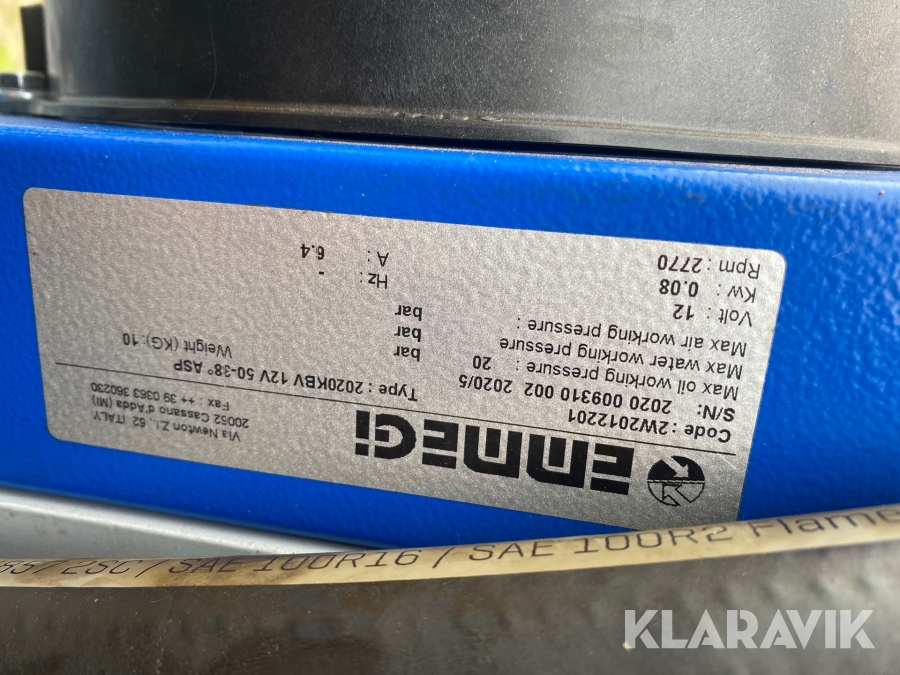 EMMEGI
Via Newton Z.I., 62 ITALY
20062 Cassano d'Adda (MI)
Fax : ++ 39 0363 360230
Code : 2W2012201
Type : 2020KBV 12V 50-38° ASP
S/N: 2020 009310 002 2020/5
Weight (KG): 10
Max oil working pressure : 20 bar
Max water working pressure bar
Max air working pressure : bar
Volt : 12 Hz : -
Kw : 0.08 A : 6.4
Rpm : 2770
/2SC / SAE 100R16 / SAE 100R2 Flame
KLARAVIK